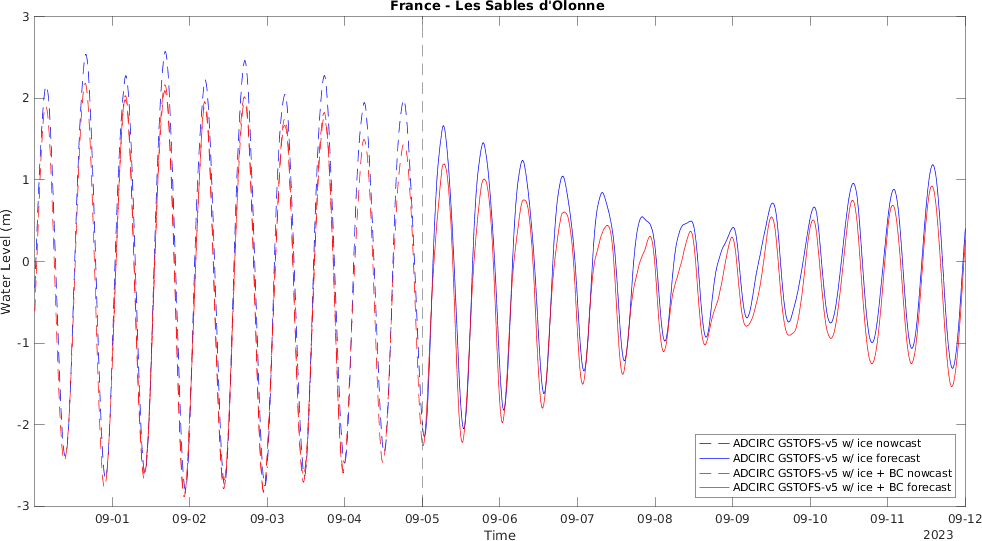 France - Les Sables d'Olonne
3
2
1
0
-1
-2
-3
Water Level (m)
ADCIRC GSTOFS-v5 w/ ice nowcast
ADCIRC GSTOFS-v5 w/ ice forecast
ADCIRC GSTOFS-v5 w/ ice + BC nowcast
ADCIRC GSTOFS-v5 w/ ice + BC forecast
09-01 09-02 09-03 09-04 09-05 09-06 09-07 09-08 09-09 09-10 09-11 09-12
Time
2023